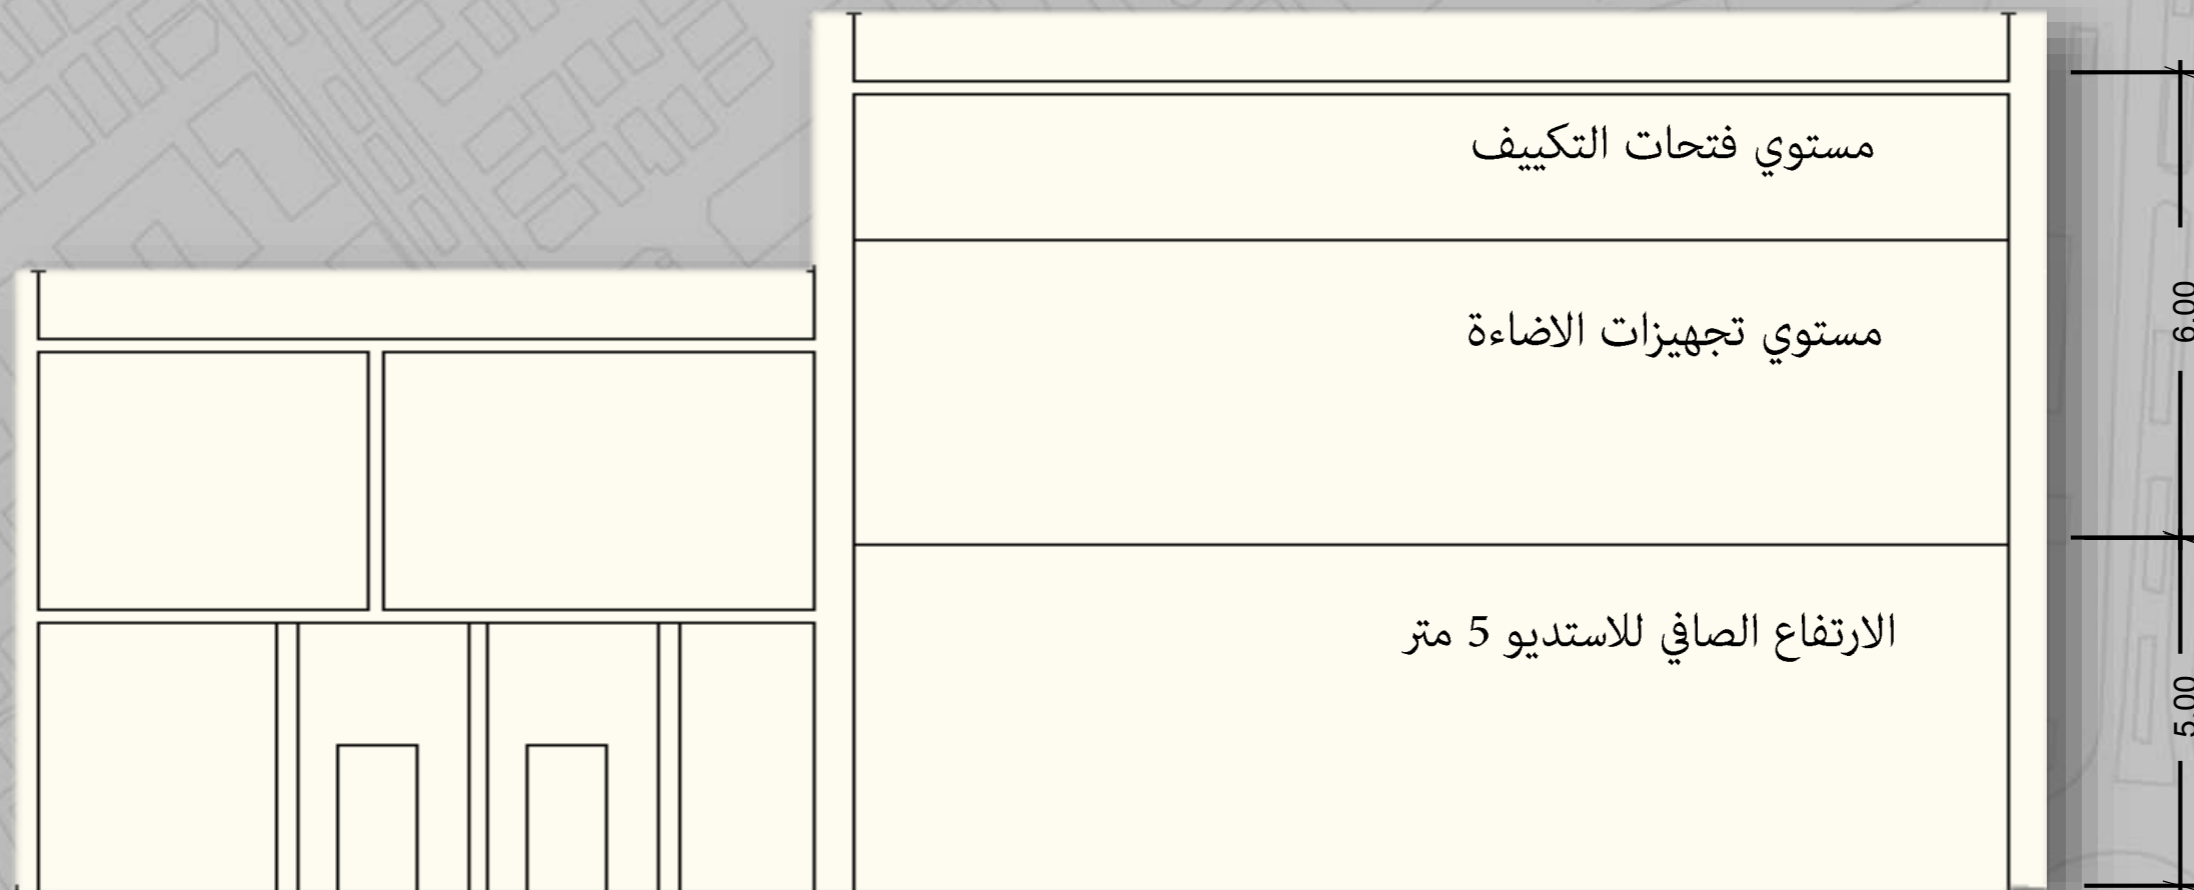 مستوي فتحات التكييف
مستوي تجهيزات الاضاءة
6.00
الارتفاع الصافي للاستديو 5 متر
5.00